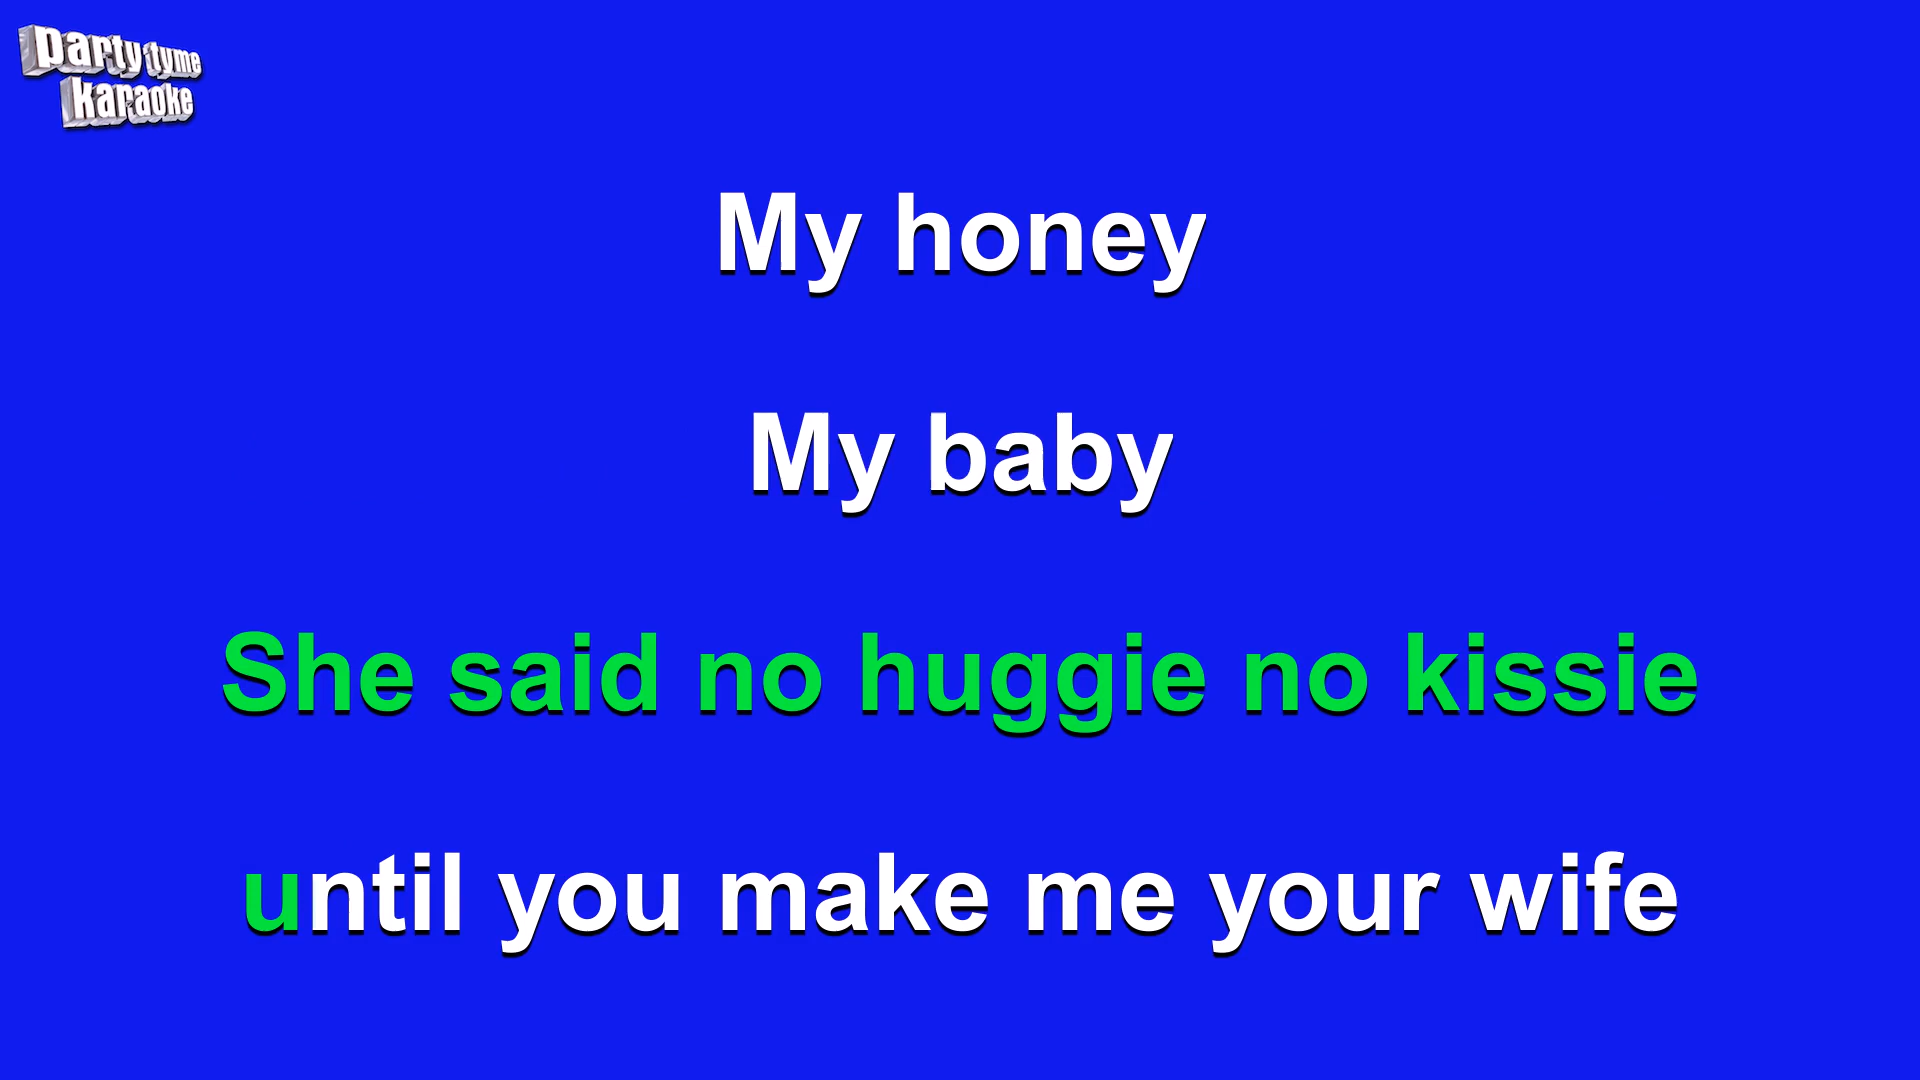 party tyme
karaoke
My honey
My baby
She said no huggie no kissie
until you make me your wife